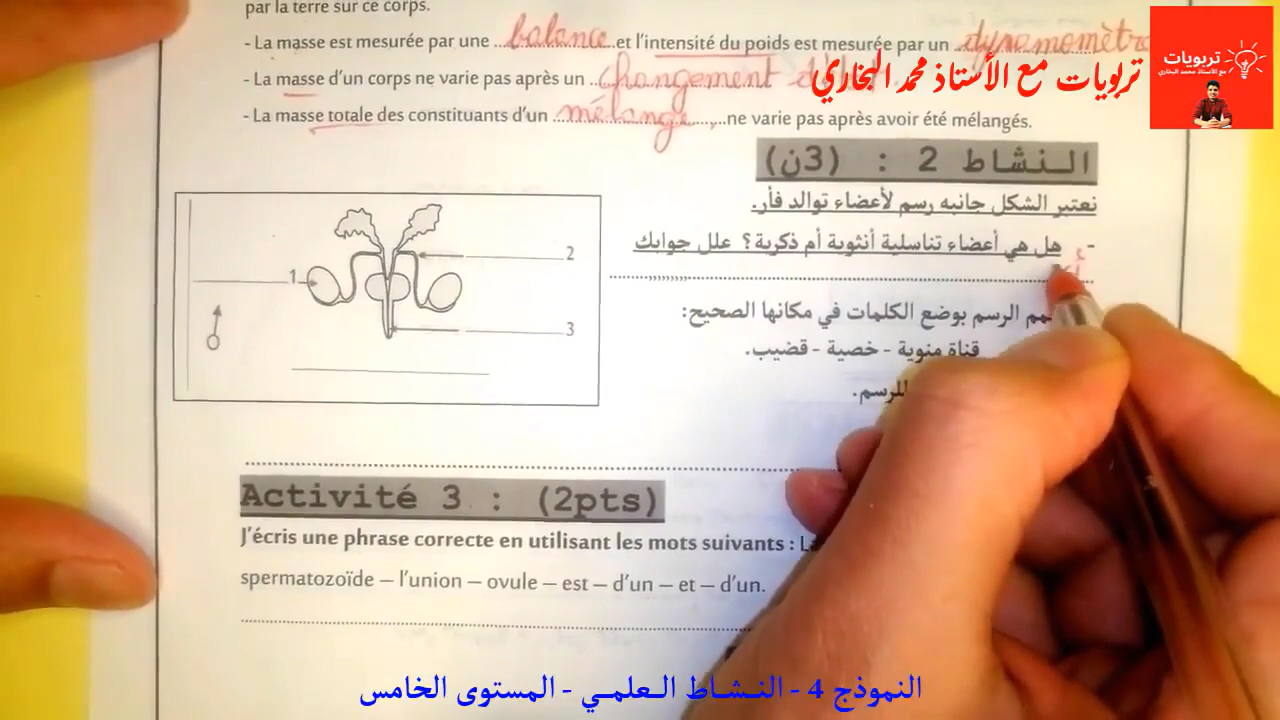 par la terre sur ce corps.
- La masse est mesurée par une ...balance...et l'intensité du poids est mesurée par un ...dynamomètre
- La masse d'un corps ne varie pas après un ...changement
تربويات مع الأستاذ محمد البخاري
تربويات
مع الأستاذ محمد البخاري
- La masse totale des constituants d'un ...mélange...ne varie pas après avoir été mélangés.
النشاط 2 : (3ن)
نعتبر الشكل جانبه رسم لأعضاء توالد فأر.
- هل هي أعضاء تناسلية أنثوية أم ذكرية؟ علل جوابك
الرسم بوضع الكلمات في مكانها الصحيح:
قناة منوية - خصية - قضيب.
للرسم.
1
2
3
Activité 3 : (2pts)
J'écris une phrase correcte en utilisant les mots suivants :
spermatozoïde – l'union – ovule – est – d'un – et – d'un.
النموذج 4 - النشاط العلمي - المستوى الخامس